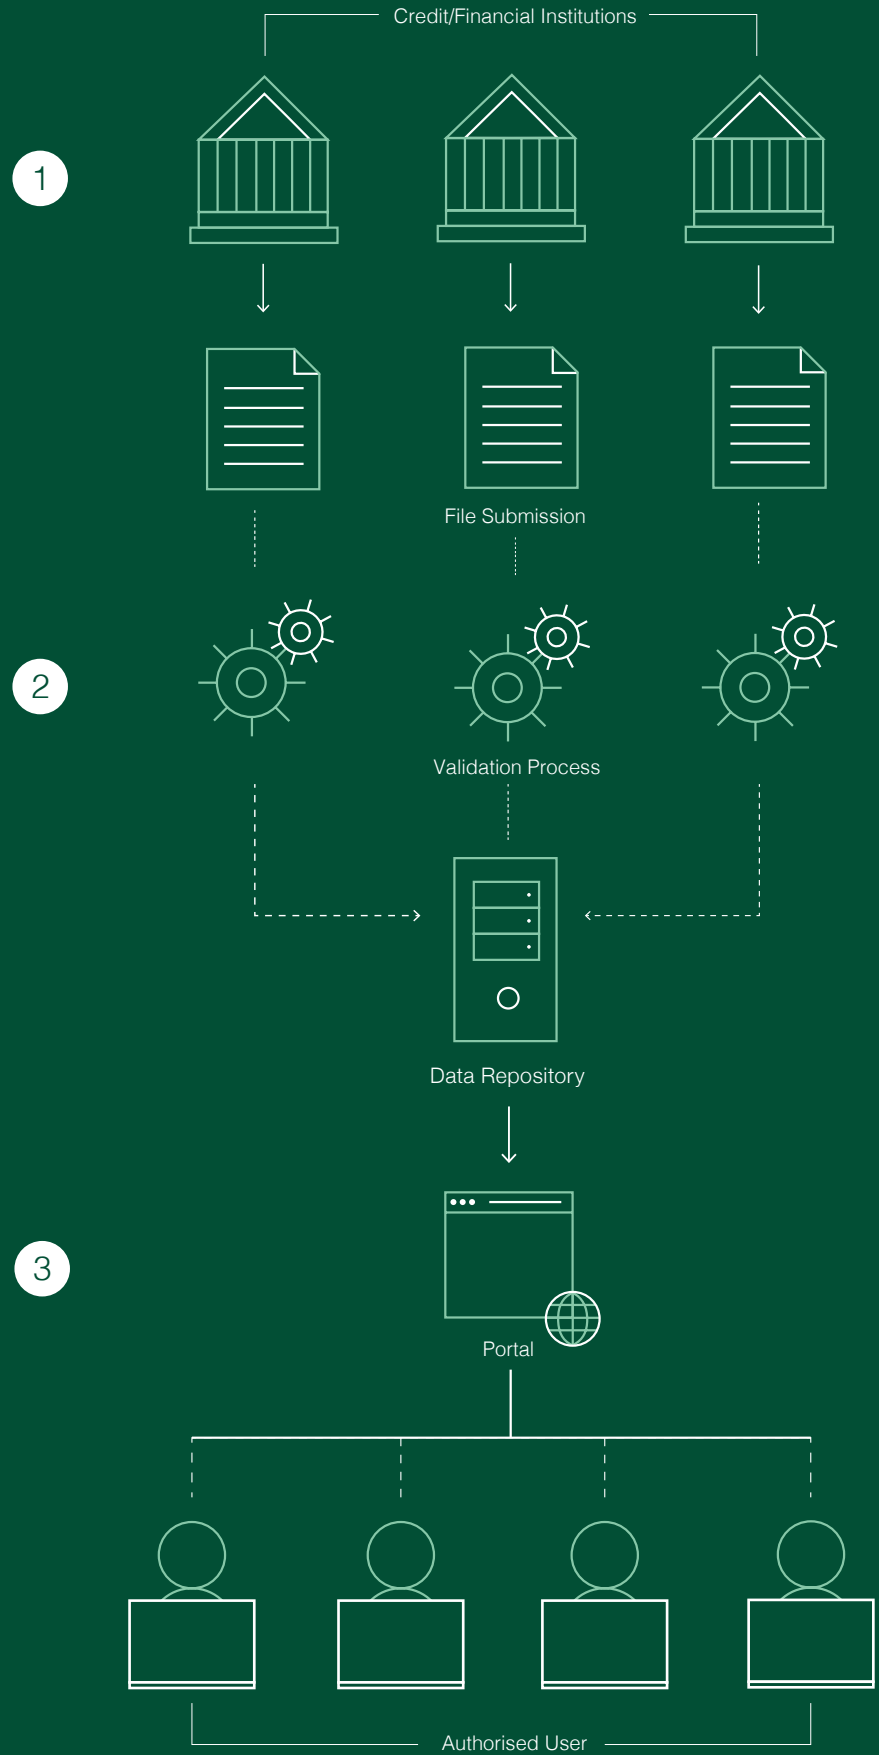 Credit/Financial Institutions
1
File Submission
2
Validation Process
Data Repository
3
Portal
Authorised User